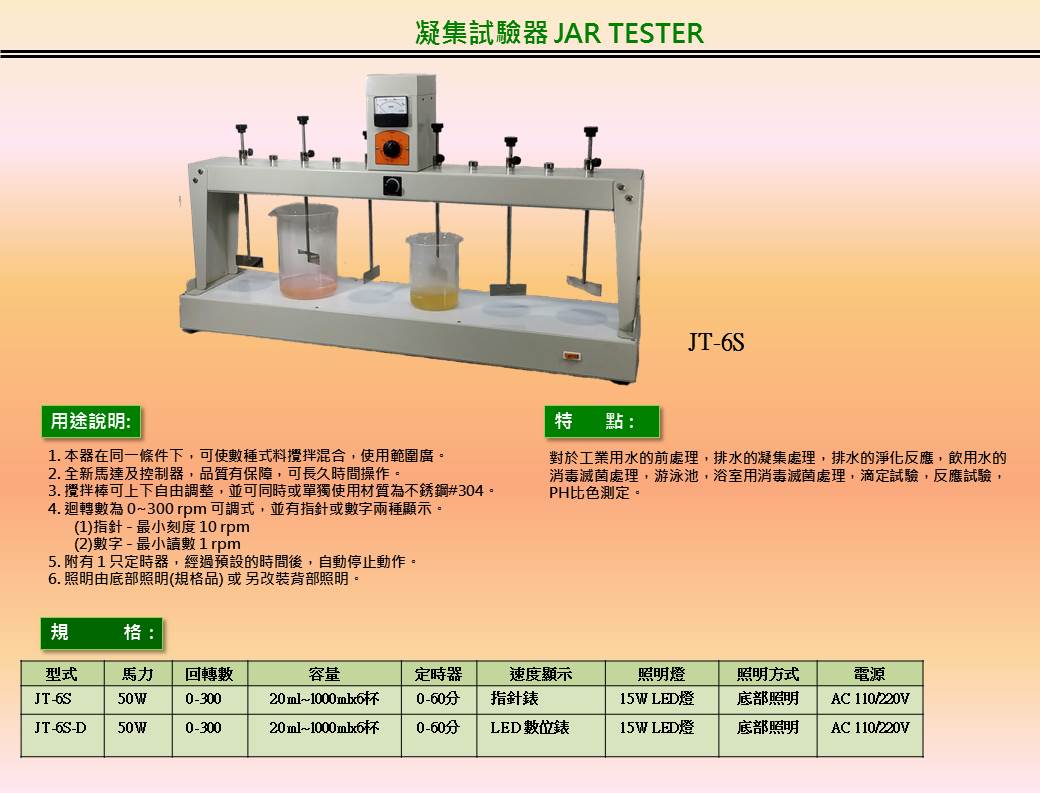 凝集試驗器 JAR TESTER
JT-6S
用途說明:
1. 本器在同一條件下，可使數種式料攪拌混合，使用範圍廣。
2. 全新馬達及控制器，品質有保障，可長久時間操作。
3. 攪拌棒可上下自由調整，並可同時或單獨使用材質為不銹鋼#304。
4. 迴轉數為 0~300 rpm 可調式，並有指針或數字兩種顯示。
(1)指針 - 最小刻度 10 rpm
(2)數字 - 最小讀數 1 rpm
5. 附有 1 只定時器，經過預設的時間後，自動停止動作。
6. 照明由底部照明(規格品) 或 另改裝背部照明。
特 點 :
對於工業用水的前處理，排水的凝集處理，排水的淨化反應，飲用水的
消毒滅菌處理，游泳池，浴室用消毒滅菌處理，滴定試驗，反應試驗，
PH比色測定。
規 格 :
型式 馬力 回轉數 容量 定時器 速度顯示 照明燈 照明方式 電源
JT-6S 50W 0-300 20ml~1000mlx6杯 0-60分 指針錶 15W LED燈 底部照明 AC 110/220V
JT-6S-D 50W 0-300 20ml~1000mlx6杯 0-60分 LED 數位錶 15W LED燈 底部照明 AC 110/220V